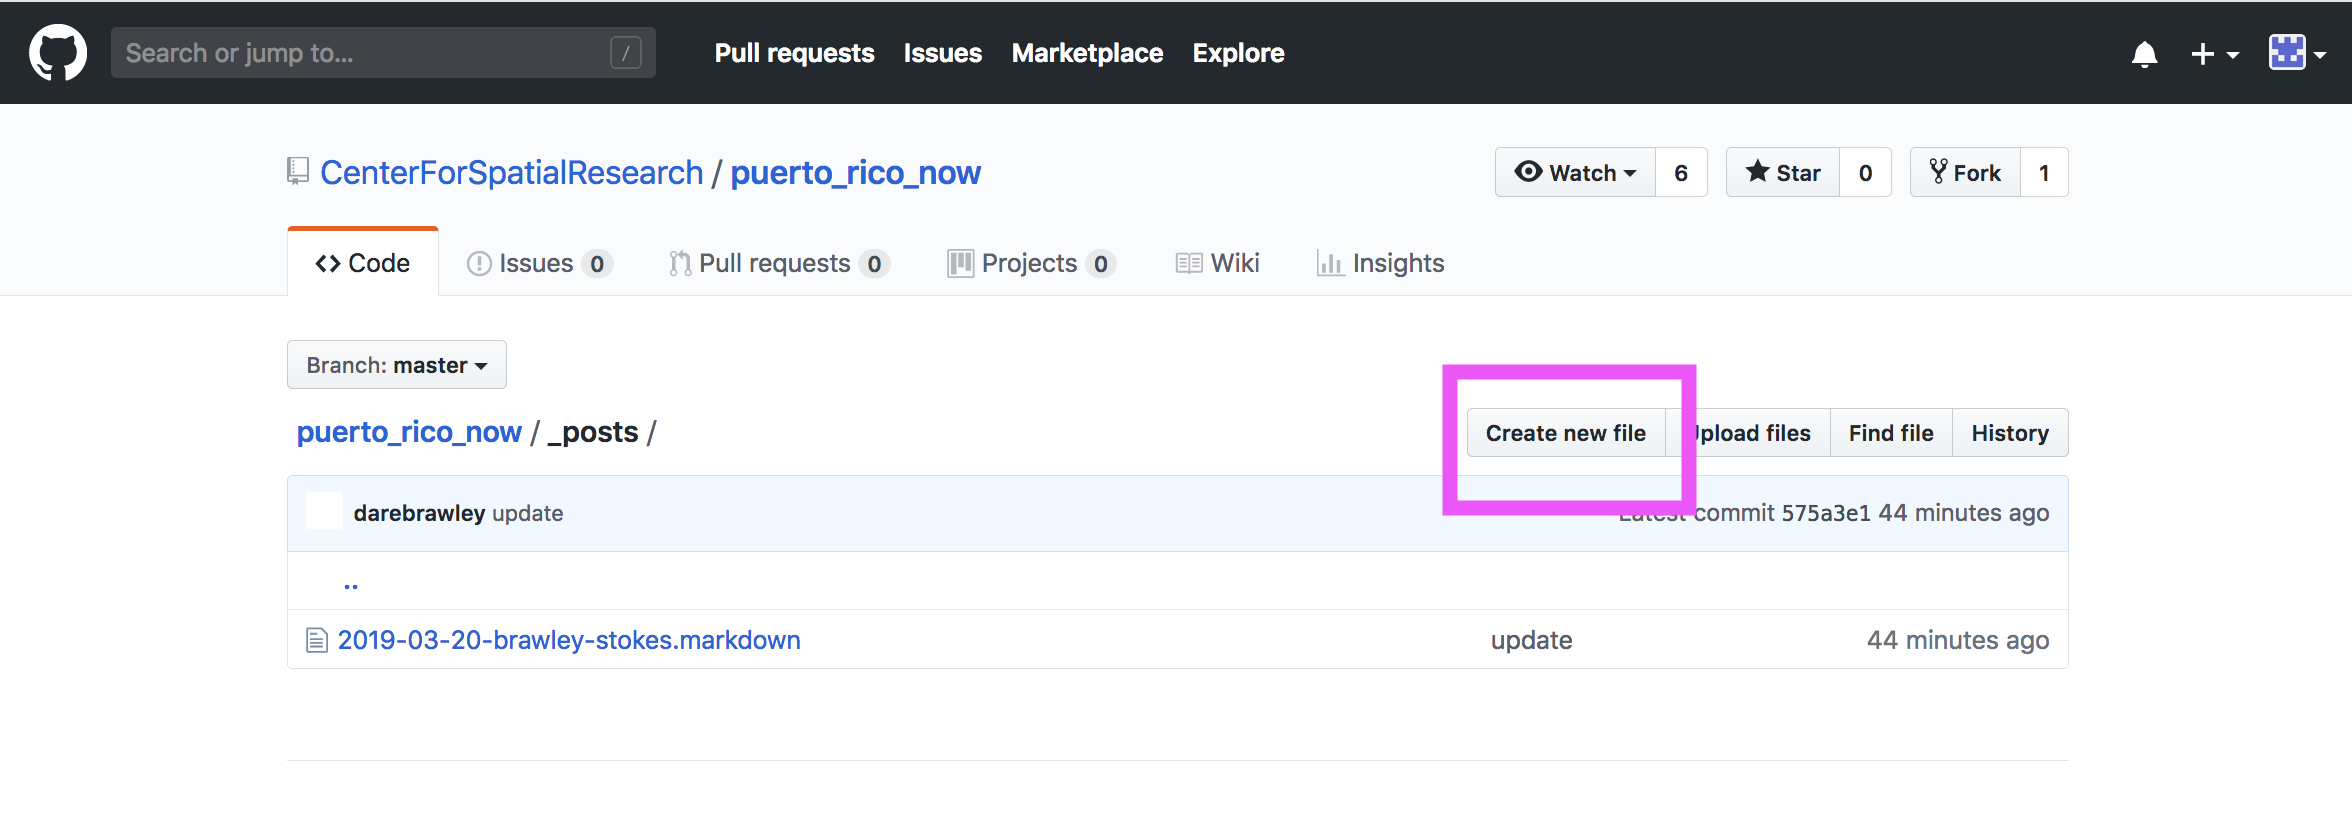 Search or jump to... / Pull requests Issues Marketplace Explore
CenterForSpatialResearch / puerto_rico_now Watch 6 Star 0 Fork 1
Code Issues 0 Pull requests 0 Projects 0 Wiki Insights
Branch: master
puerto_rico_now / _posts / Create new file pload files Find file History
darebrawley update Latest commit 575a3e1 44 minutes ago
..
2019-03-20-brawley-stokes.markdown update 44 minutes ago